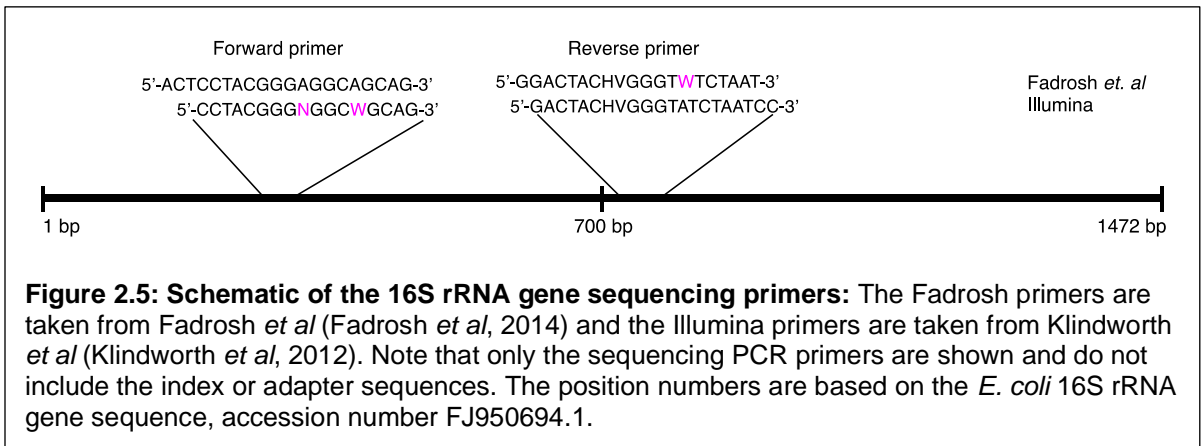 Forward primer Reverse primer
5'-ACTCCTACGGGAGGCAGCAG-3' 5'-GGACTACHVGGGTWTCTAAT-3' Fadrosh et. al
5'-CCTACGGGNGGCWGCAG-3' 5'-GACTACHVGGGTATCTAATCC-3' Illumina
1 bp 700 bp 1472 bp
Figure 2.5: Schematic of the 16S rRNA gene sequencing primers: The Fadrosh primers are
taken from Fadrosh et al (Fadrosh et al, 2014) and the Illumina primers are taken from Klindworth
et al (Klindworth et al, 2012). Note that only the sequencing PCR primers are shown and do not
include the index or adapter sequences. The position numbers are based on the E. coli 16S rRNA
gene sequence, accession number FJ950694.1.